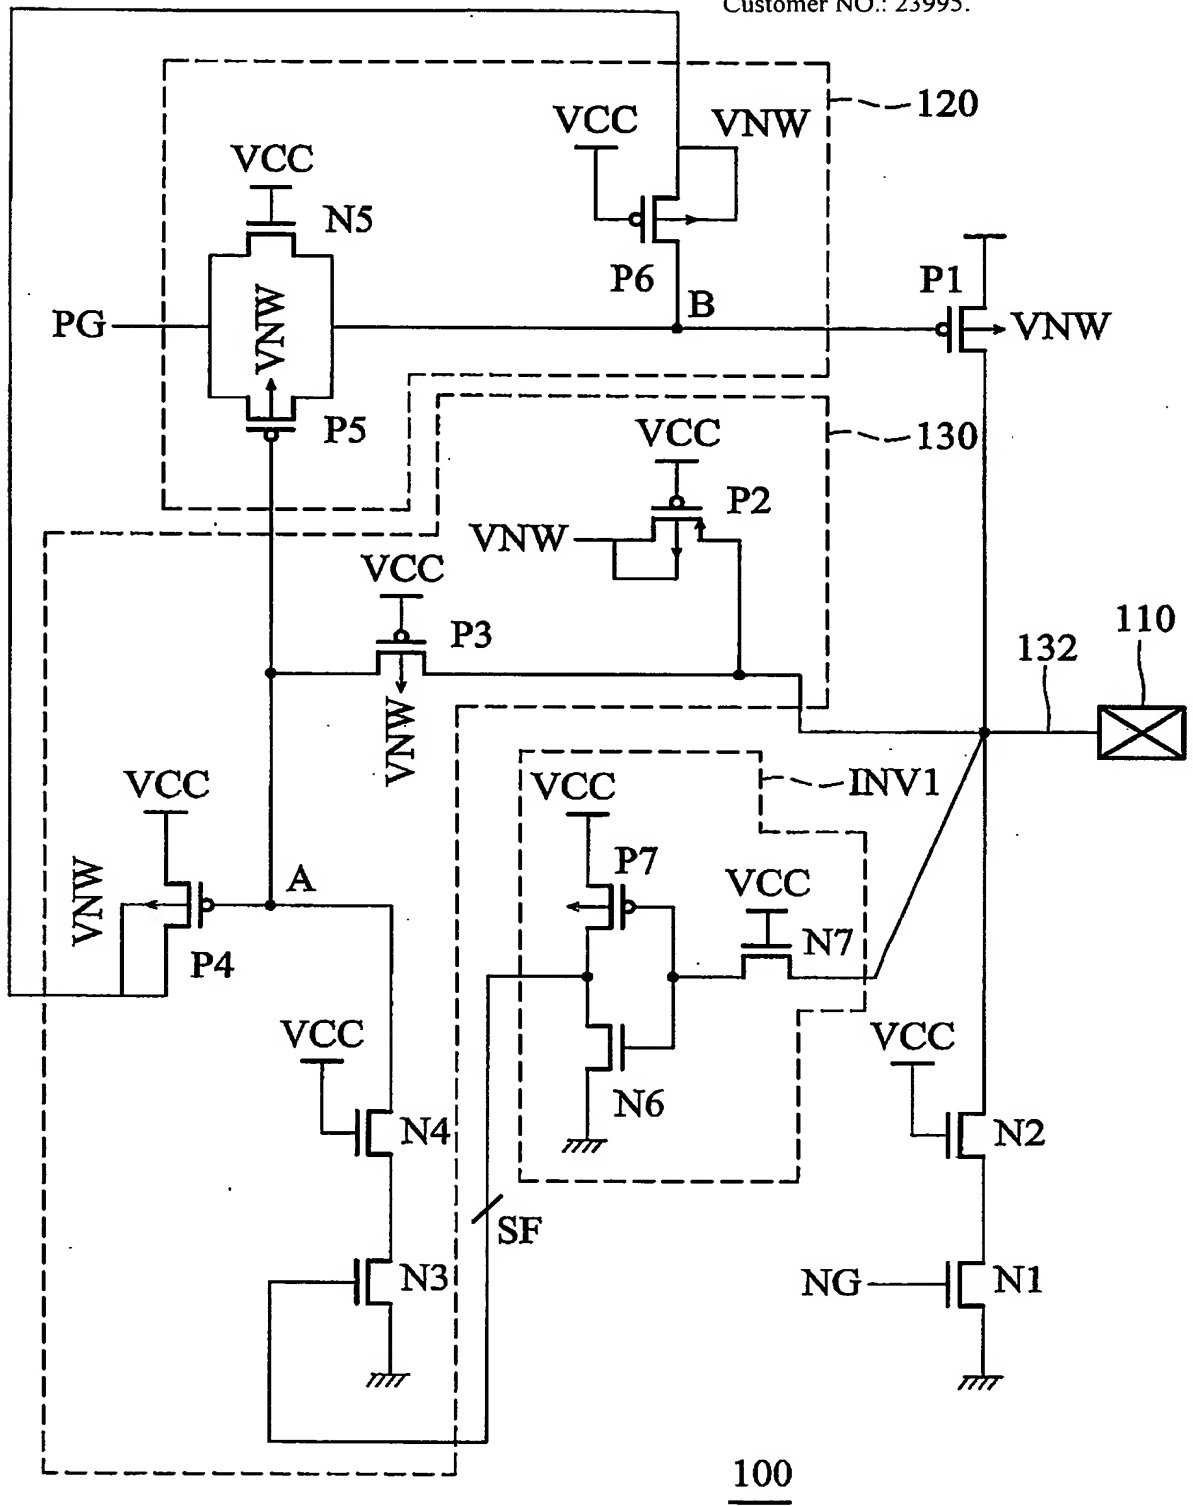 Customer NO.: 23995.
120
VCC
VNW
VCC
N5
P6
B
P1
PG
VNW
VNW
P5
130
VCC
P2
VNW
VCC
P3
110
132
VNW
INV1
VCC
VCC
P7
VNW
A
VCC
N7
P4
VCC
VCC
N6
N4
N2
SF
N3
NG
N1
100